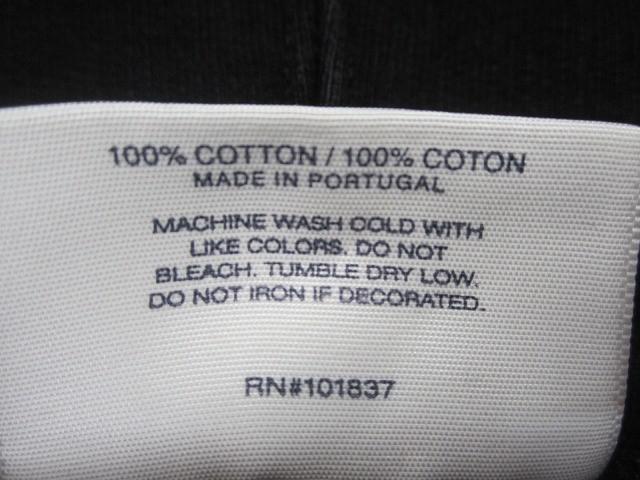 100% COTTON / 100% COTON
MADE IN PORTUGAL
MACHINE WASH COLD WITH
LIKE COLORS. DO NOT
BLEACH. TUMBLE DRY LOW.
DO NOT IRON IF DECORATED.
RN#101837